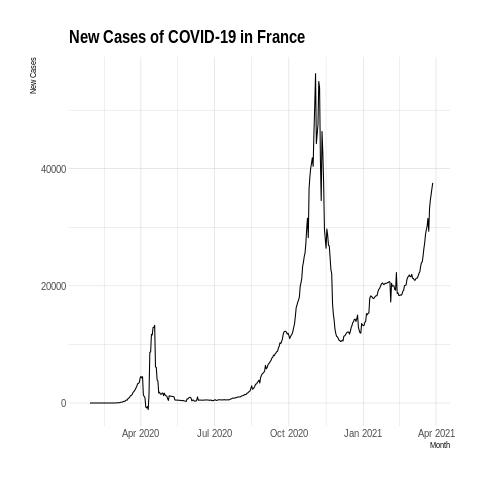 New Cases of COVID-19 in France
New Cases
40000
20000
0
Apr 2020 Jul 2020 Oct 2020 Jan 2021 Apr 2021
Month